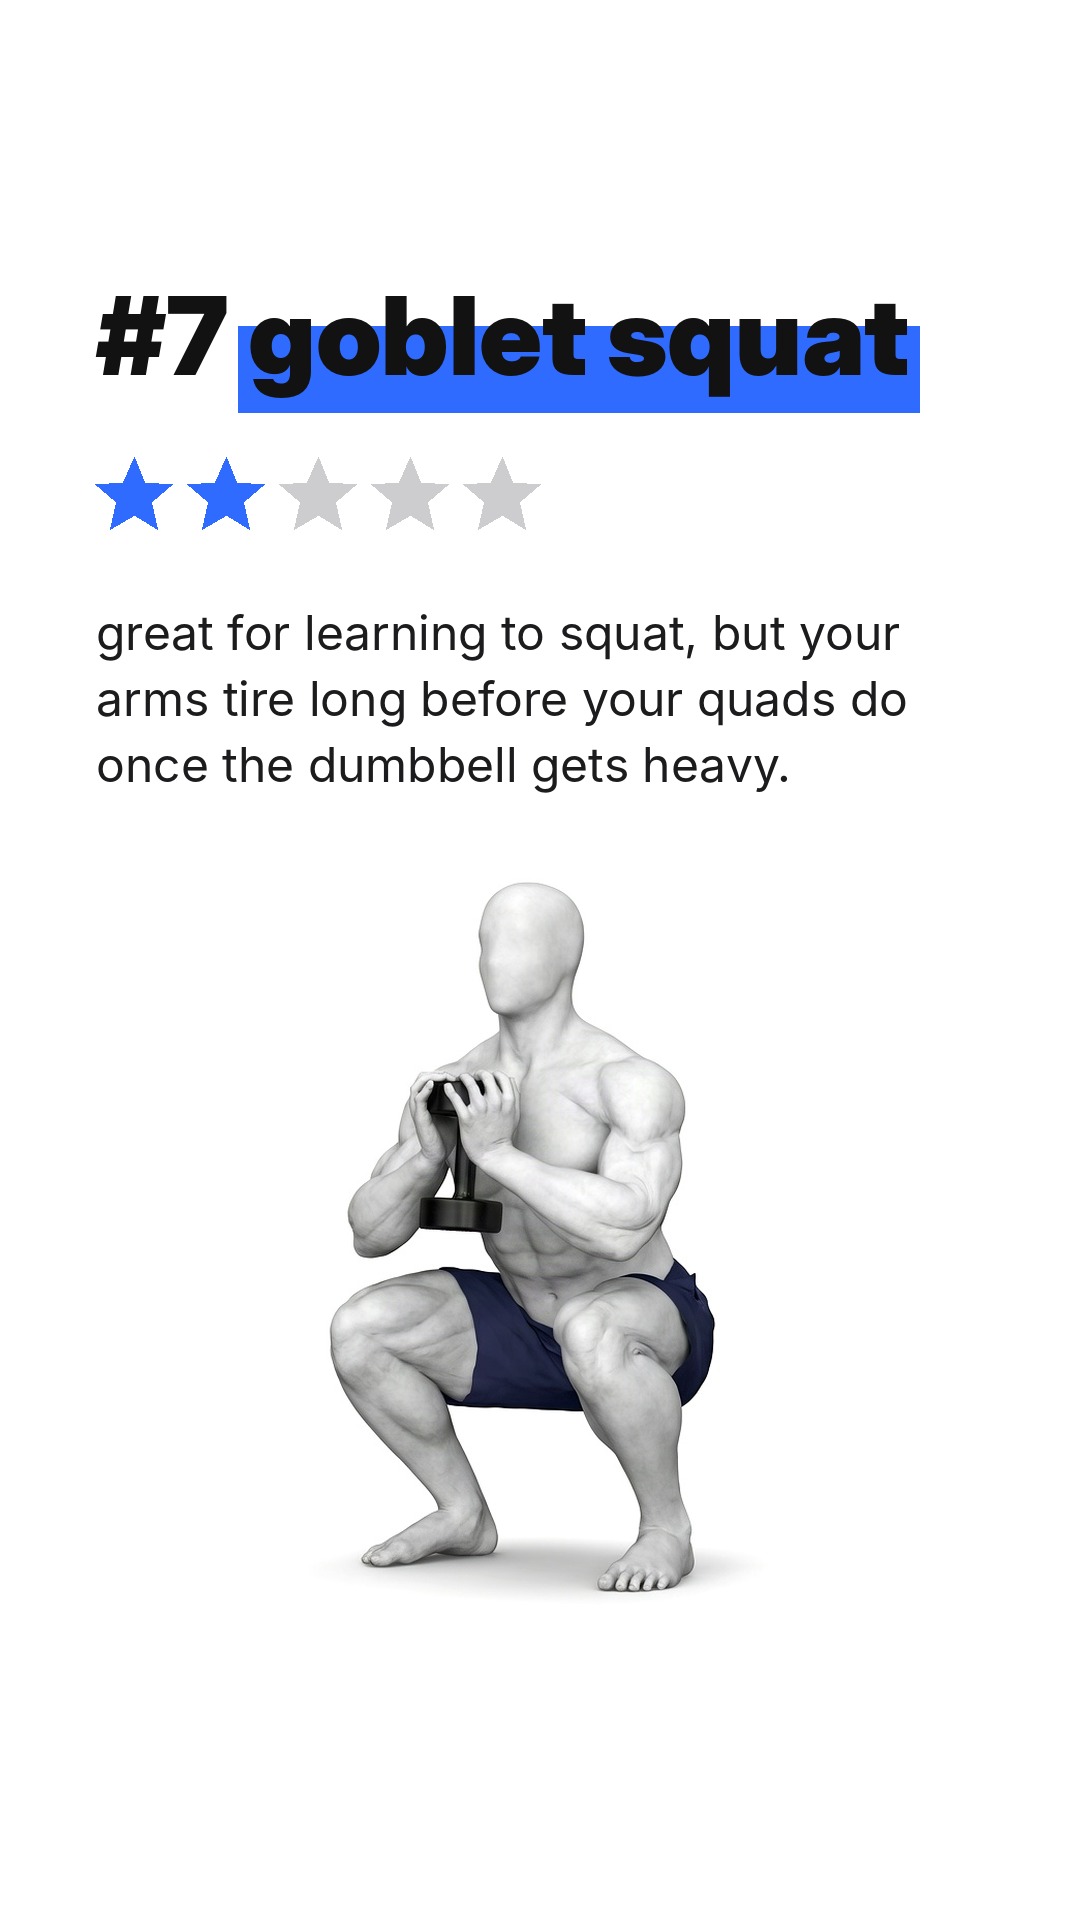 #7 goblet squat
great for learning to squat, but your
arms tire long before your quads do
once the dumbbell gets heavy.